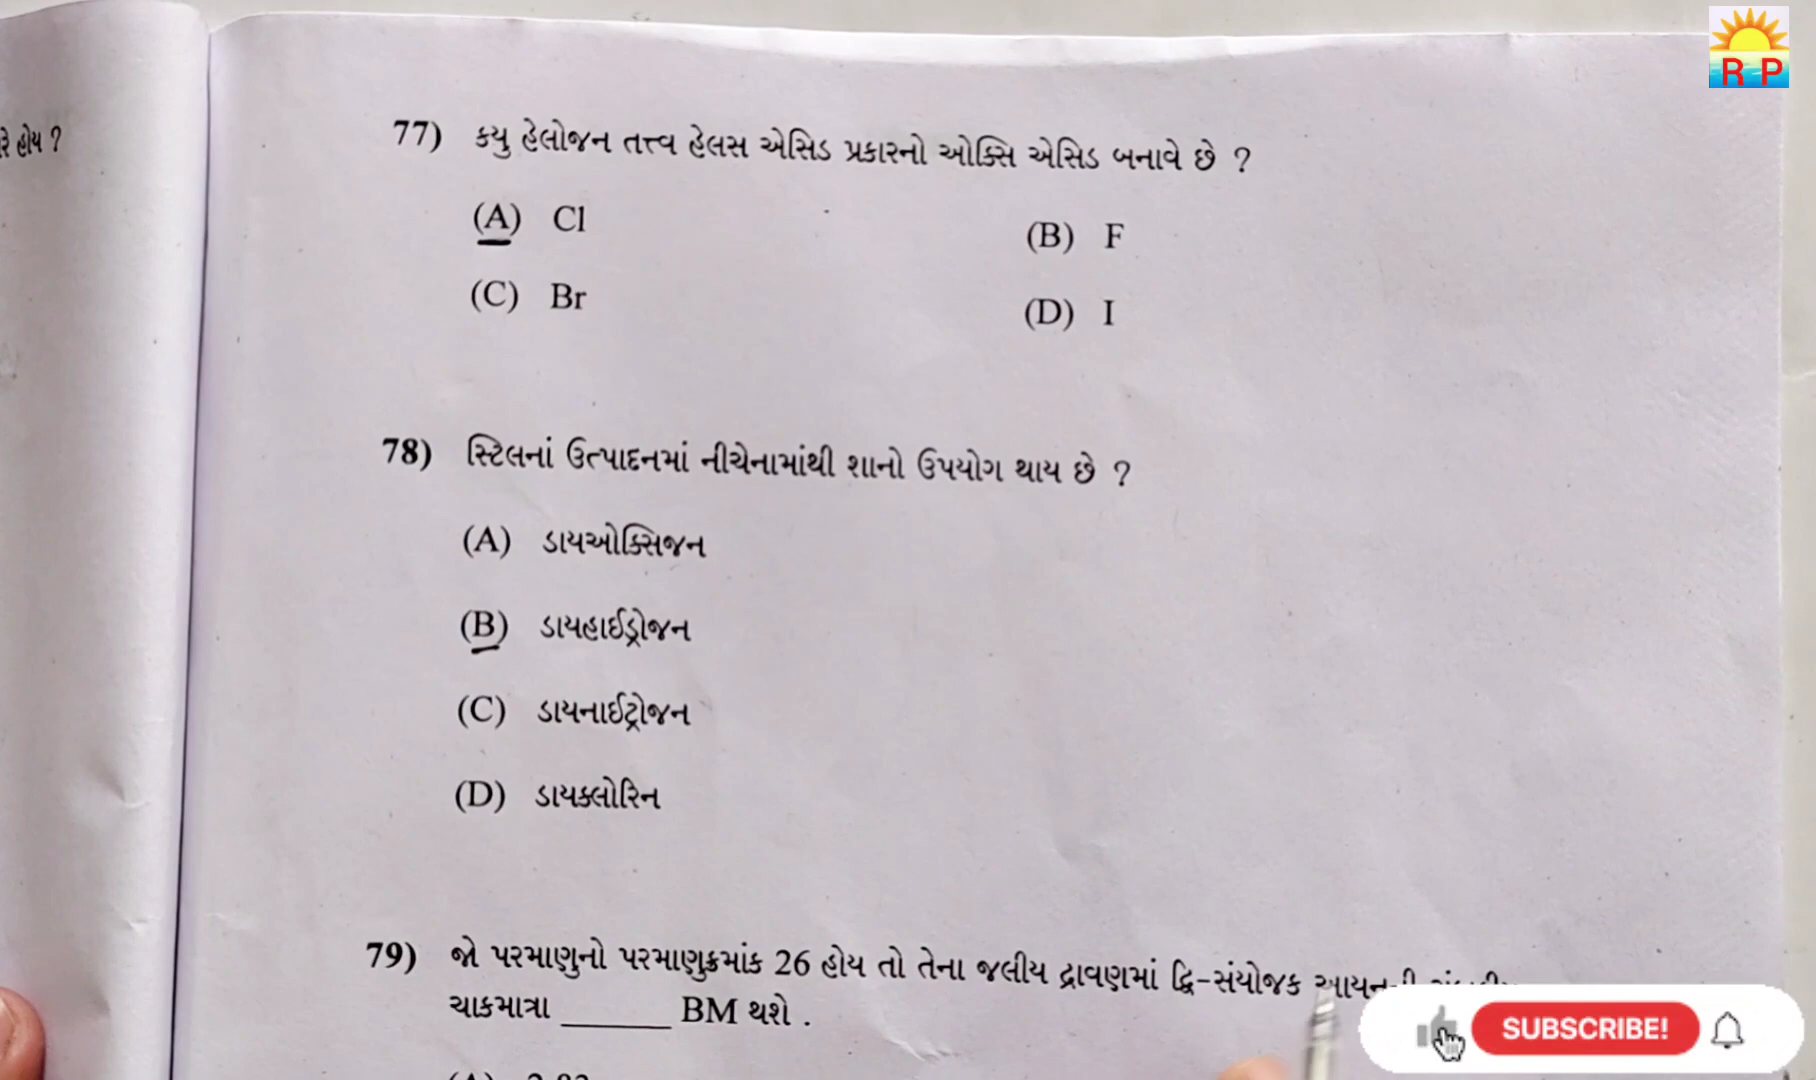 R P
રે હોય ?
77) કયુ હેલોજન તત્ત્વ હેલસ એસિડ પ્રકારનો ઓક્સિ એસિડ બનાવે છે ?
(A) Cl
(B) F
(C) Br
(D) I
78) સ્ટિલનાં ઉત્પાદનમાં નીચેનામાંથી શાનો ઉપયોગ થાય છે ?
(A) ડાયઓક્સિજન
(B) ડાયહાઈડ્રોજન
(C) ડાયનાઈટ્રોજન
(D) ડાયક્લોરિન
79) જો પરમાણુનો પરમાણુક્રમાંક 26 હોય તો તેના જલીય દ્રાવણમાં દ્વિ-સંયોજક
ચાકમાત્રા ______ BM થશે .
SUBSCRIBE!